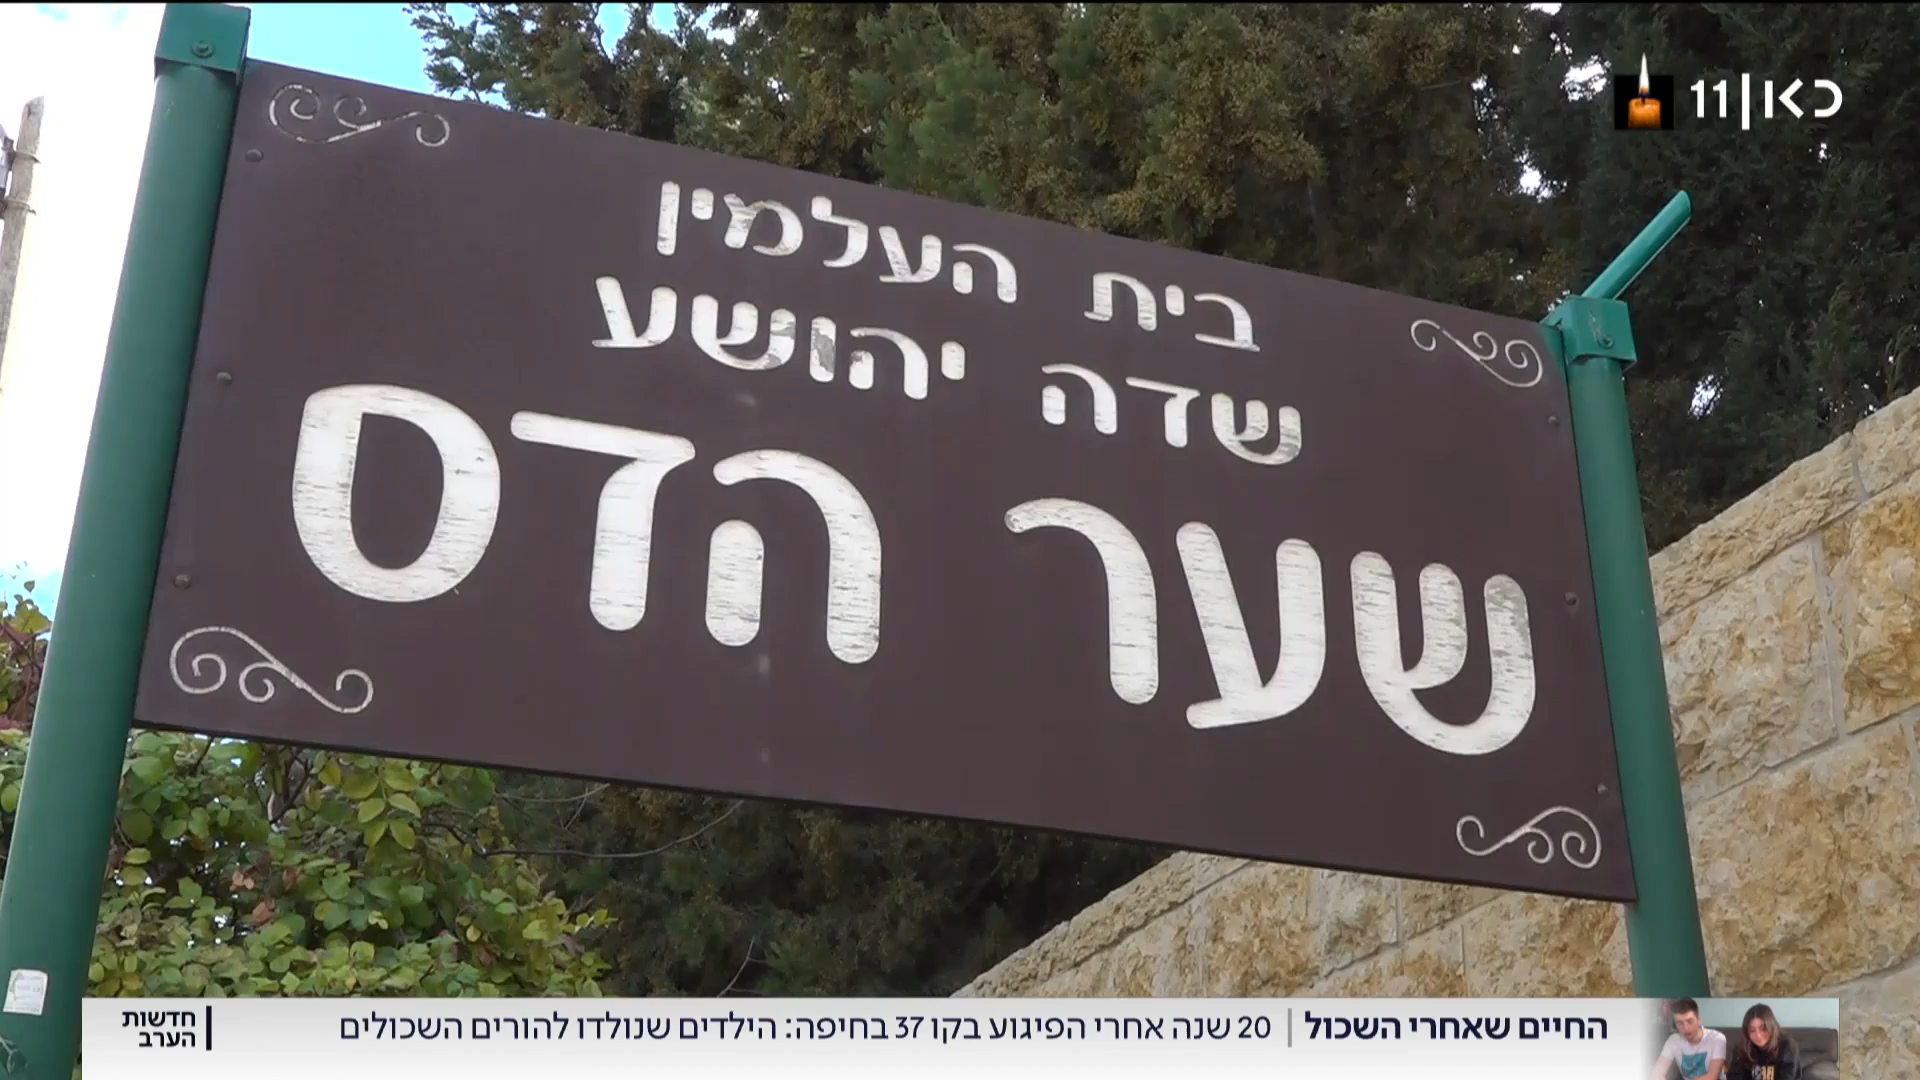 כאן 11
בית העלמין
שדה יהושע
שער הדס
החיים שאחרי השכול | 20 שנה אחרי הפיגוע בקו 37 בחיפה: הילדים שנולדו להורים השכולים
חדשות
הערב